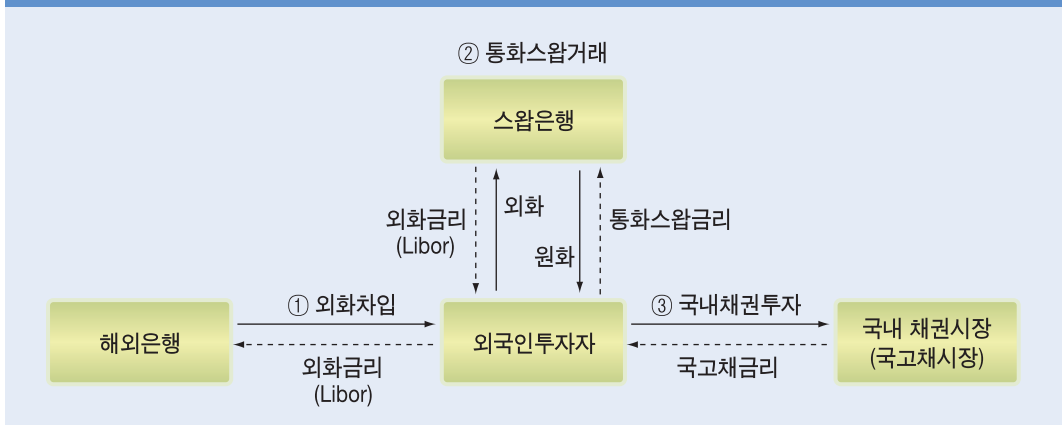 ② 통화스왑거래
스왑은행
외화금리
(Libor)
외화
원화
통화스왑금리
① 외화차입
③ 국내채권투자
해외은행
외국인투자자
국내 채권시장
(국고채시장)
외화금리
(Libor)
국고채금리